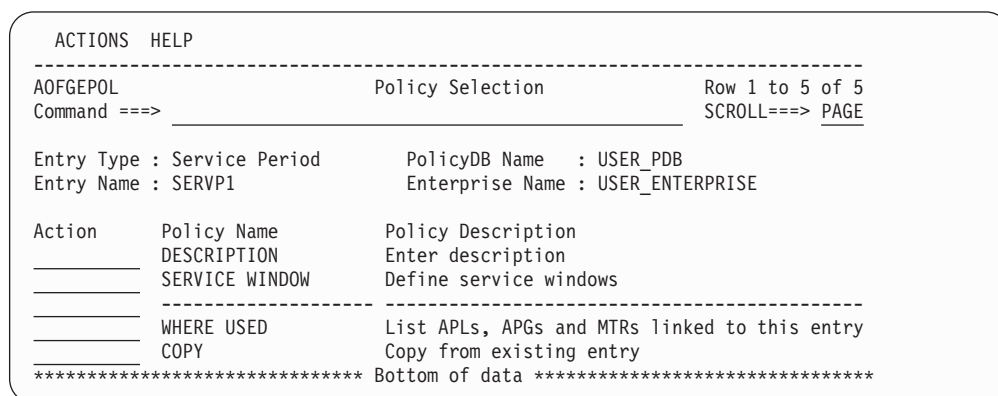 ACTIONS HELP
-------------------------------------------------------------------------------
AOFGEPOL Policy Selection Row 1 to 5 of 5
Command ===> SCROLL===> PAGE
Entry Type : Service Period PolicyDB Name : USER_PDB
Entry Name : SERVP1 Enterprise Name : USER_ENTERPRISE
Action Policy Name Policy Description
DESCRIPTION Enter description
SERVICE WINDOW Define service windows
-------------------- ---------------------------------------------
WHERE USED List APLs, APGs and MTRs linked to this entry
COPY Copy from existing entry
******************************* Bottom of data ********************************